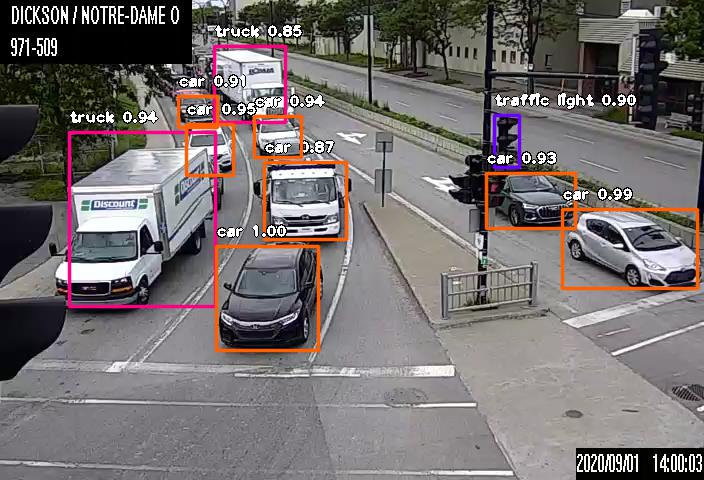 DICKSON / NOTRE-DAME O
971-509
truck 0.85
car 0.91
car 0.95
car 0.94
traffic light 0.90
truck 0.94
car 0.87
car 0.93
car 0.99
Discount
car 1.00
2020/09/01 14:00:03